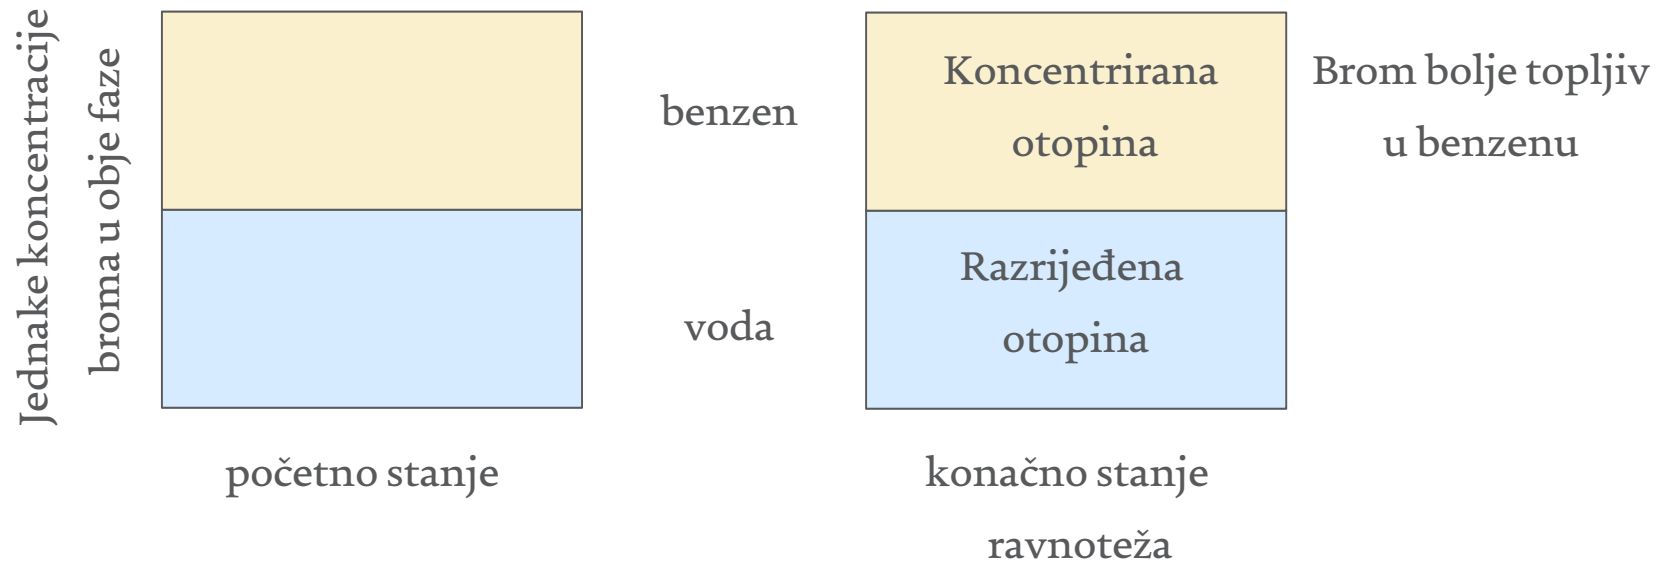 Jednake koncentracije
broma u obje faze
benzen
voda
početno stanje
Koncentrirana
otopina
Razrijeđena
otopina
Brom bolje topljiv
u benzenu
konačno stanje
ravnoteža